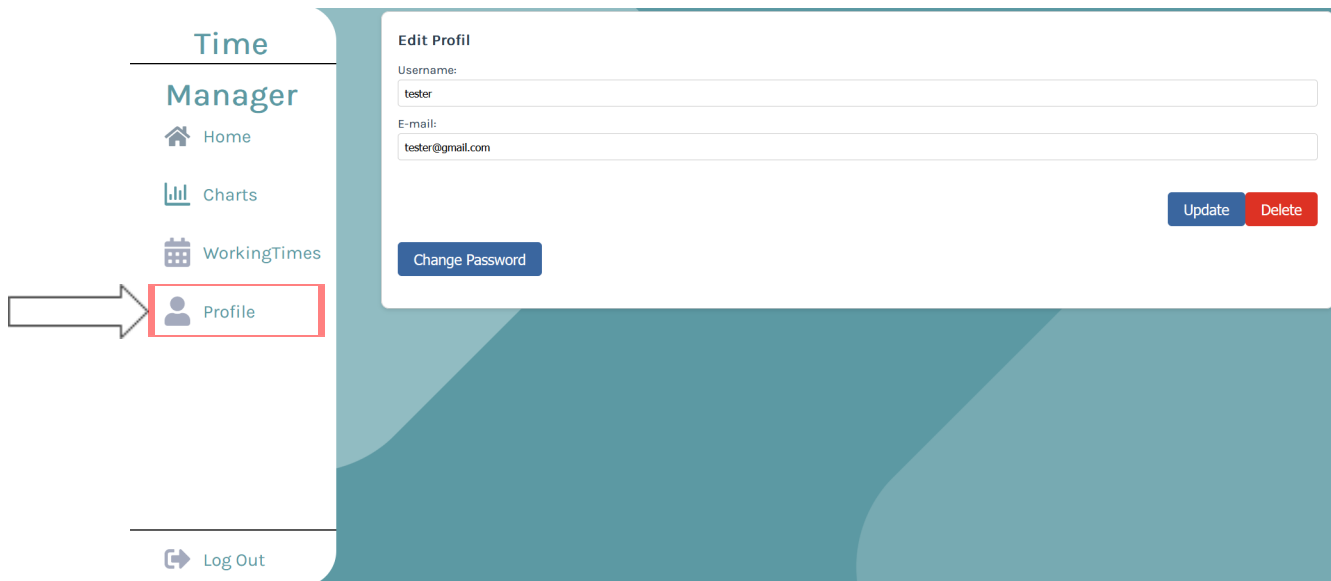 Time
Manager
Home
Charts
WorkingTimes
Profile
Log Out
Edit Profil
Username:
tester
E-mail:
tester@gmail.com
Update Delete
Change Password